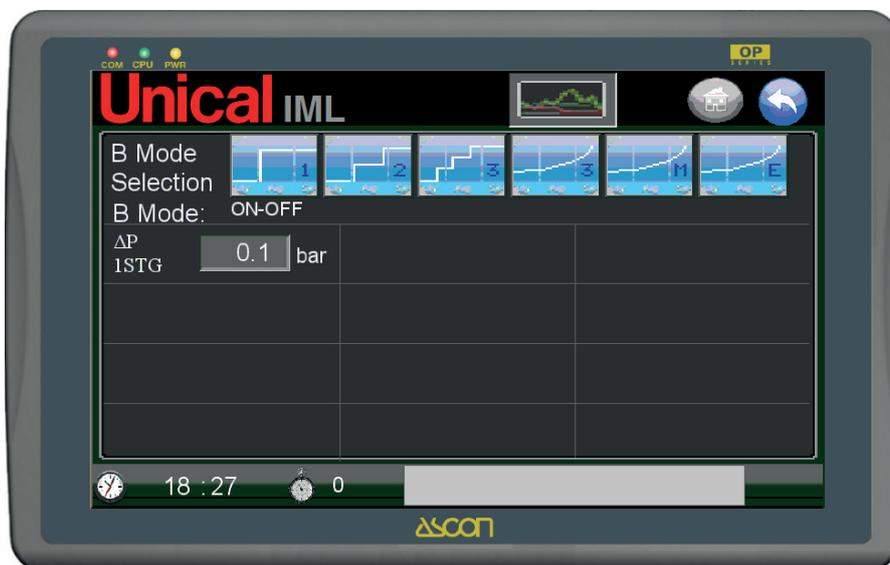 OP
SERIES
COM CPU PWR
Unical IML
B Mode
Selection
1 2 3 3 M E
B Mode: ON-OFF
ΔP
1STG 0.1 bar
18 : 27 0
ascon